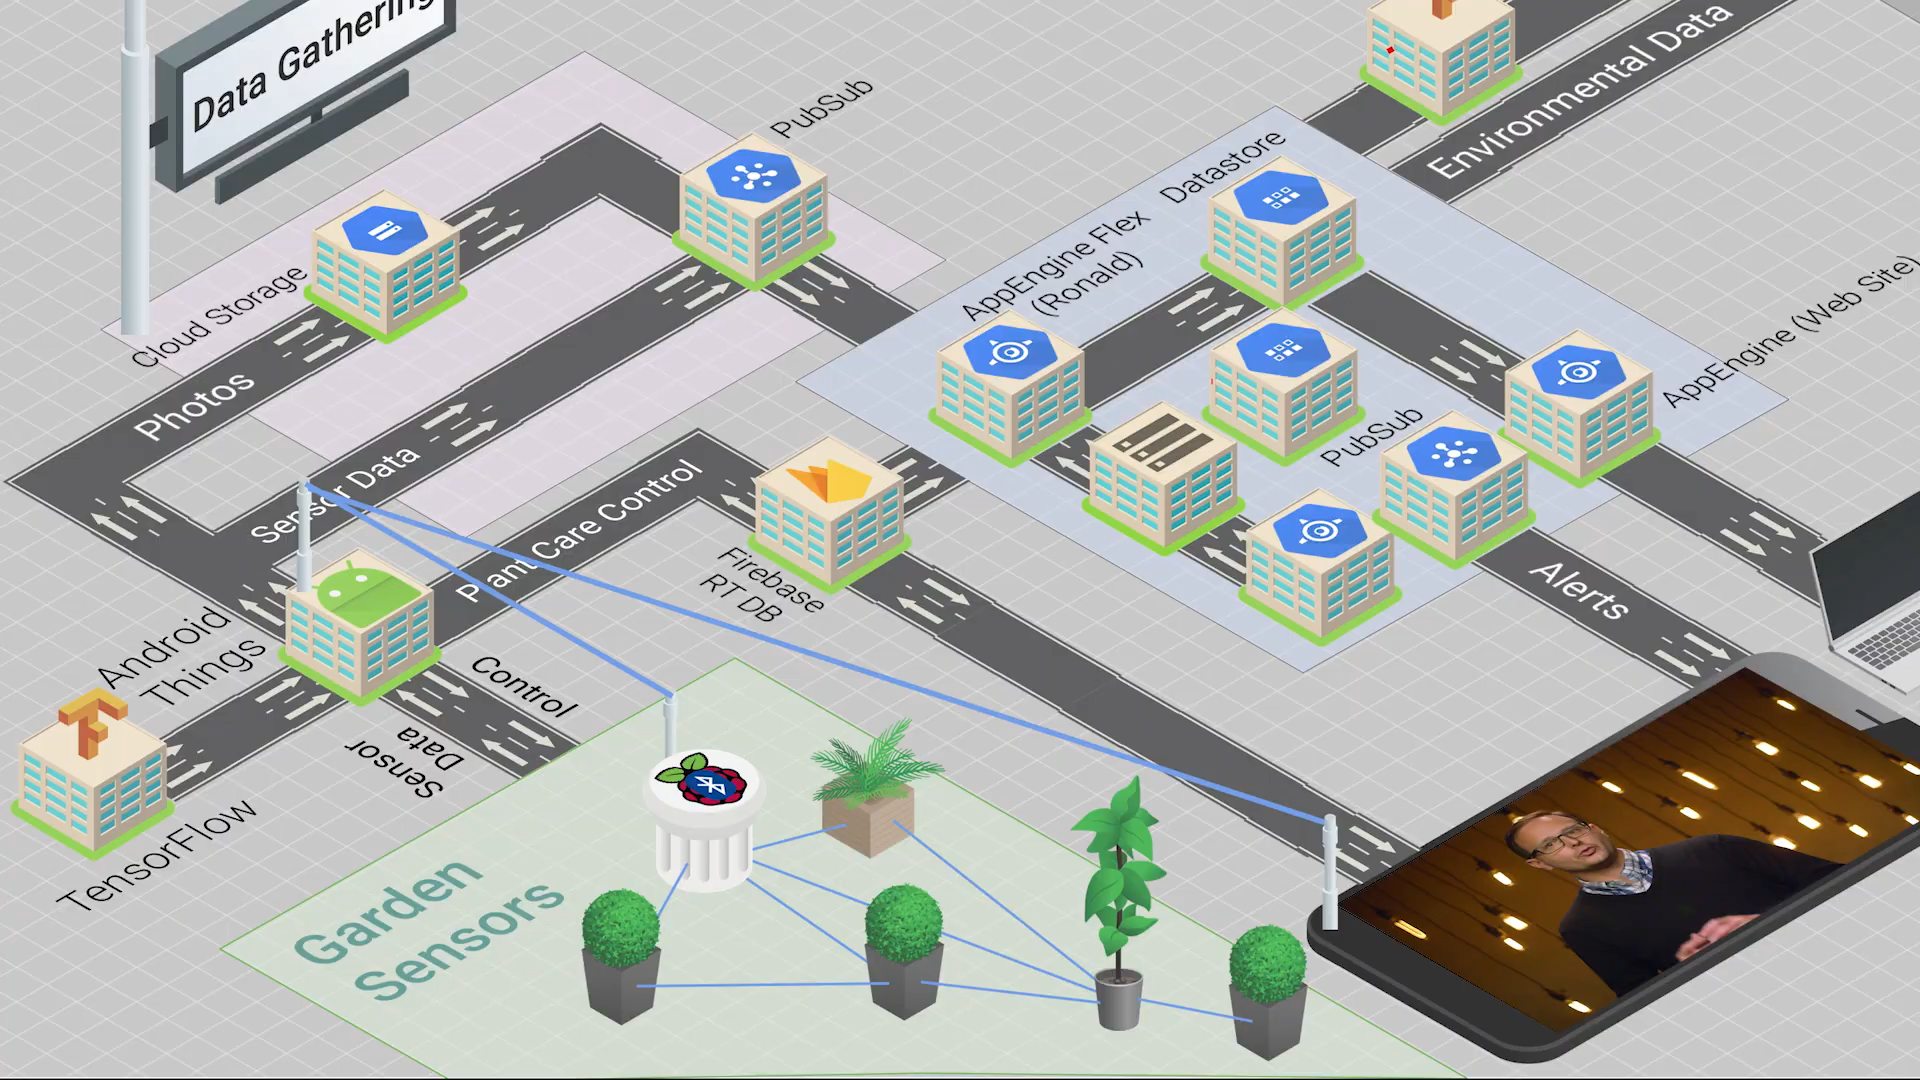 Data Gathering
PubSub
Environmental Data
Datastore
AppEngine Flex
(Ronald)
Cloud Storage
AppEngine (Web Site)
Photos
PubSub
Sensor Data
Plant Care Control
Firebase
RT DB
Alerts
Android
Things
Control
Sensor
Data
TensorFlow
Garden
Sensors